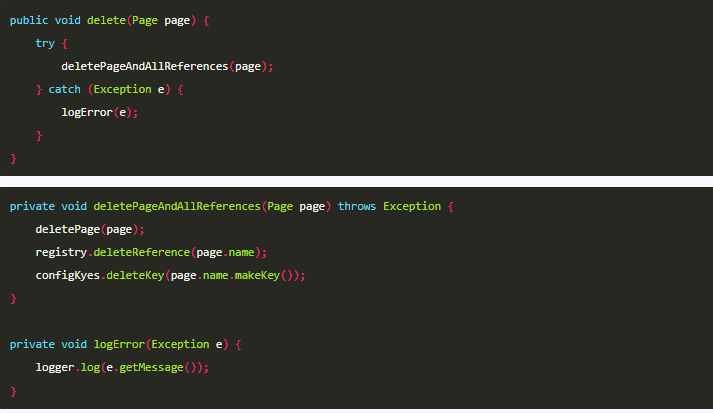 public void delete(Page page) {
    try {
        deletePageAndAllReferences(page);
    } catch (Exception e) {
        logError(e);
    }
}
private void deletePageAndAllReferences(Page page) throws Exception {
    deletePage(page);
    registry.deleteReference(page.name);
    configKyes.deleteKey(page.name.makeKey());
}
private void logError(Exception e) {
    logger.log(e.getMessage());
}